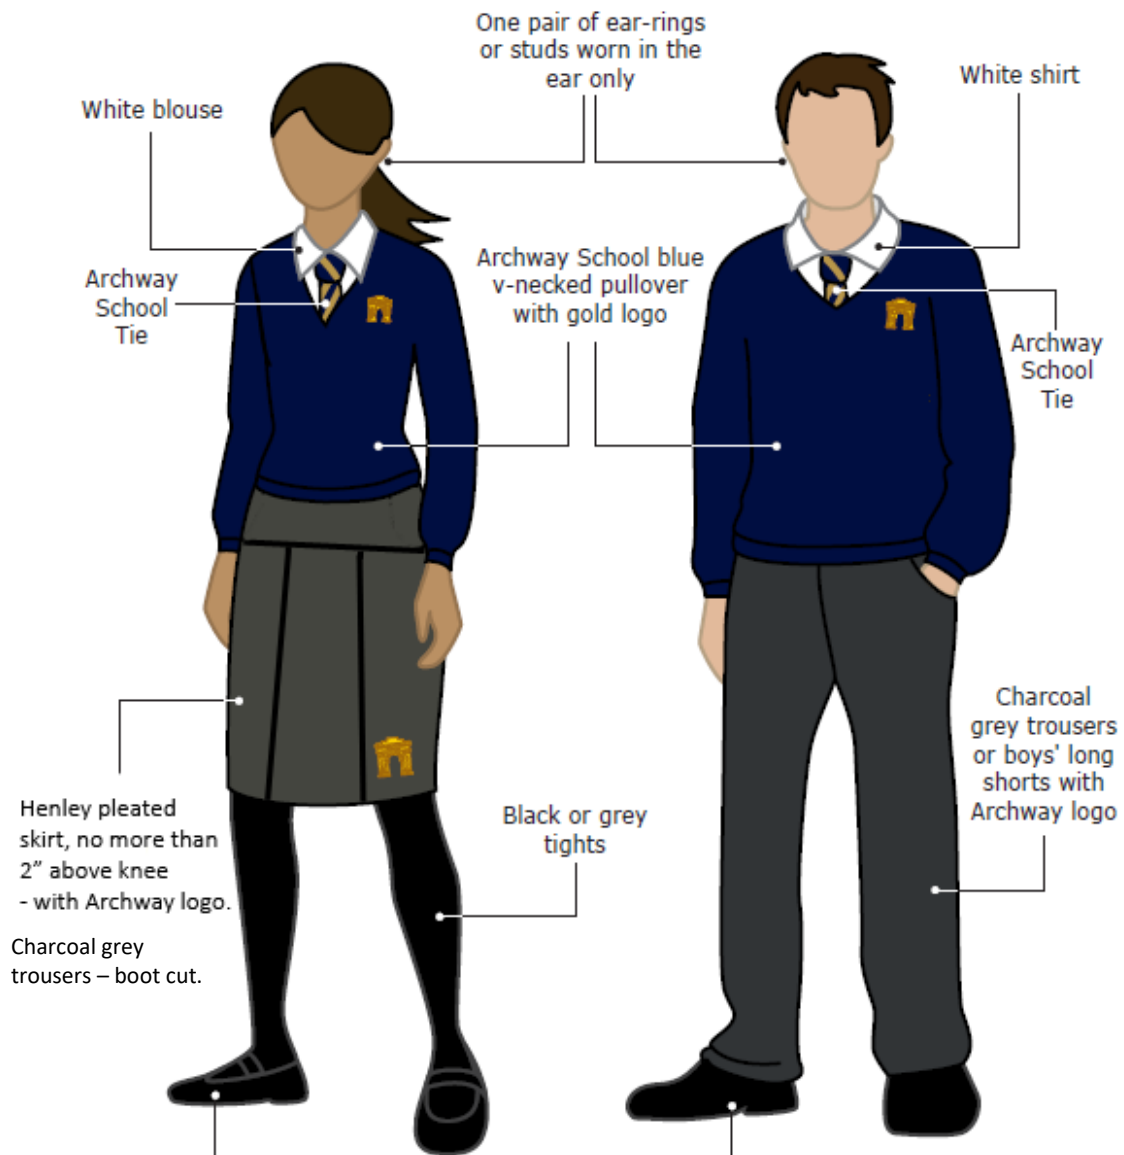 One pair of ear-rings
or studs worn in the
ear only
White blouse
White shirt
Archway
School
Tie
Archway School blue
v-necked pullover
with gold logo
Archway
School
Tie
Henley pleated
skirt, no more than
2” above knee
- with Archway logo.
Charcoal grey
trousers – boot cut.
Black or grey
tights
Charcoal
grey trousers
or boys' long
shorts with
Archway logo